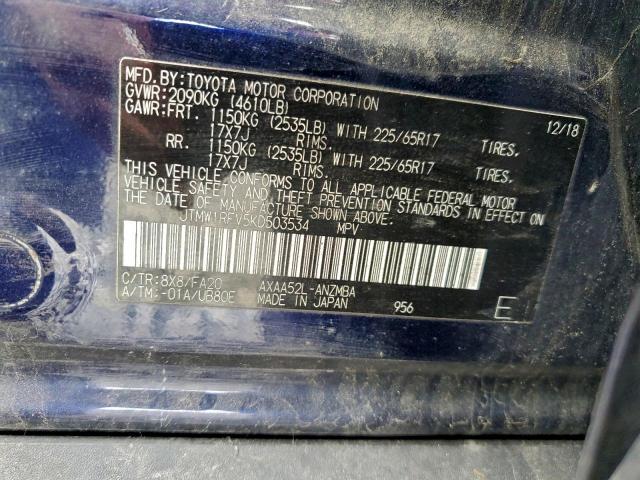 MFD.BY:TOYOTA MOTOR CORPORATION 12/18
GVWR:2090KG (4610LB)
GAWR:FRT. 1150KG (2535LB) WITH 225/65R17 TIRES,
17X7J RIMS.
RR. 1150KG (2535LB) WITH 225/65R17 TIRES,
17X7J RIMS.
THIS VEHICLE CONFORMS TO ALL APPLICABLE FEDERAL MOTOR
VEHICLE SAFETY AND THEFT PREVENTION STANDARDS IN EFFECT ON
THE DATE OF MANUFACTURE SHOWN ABOVE.
JTMW1RFV5KD503534 MPV
C/TR:8X8/FA20 AXAA52L-ANZMBA
A/TM:-01A/UB80E MADE IN JAPAN 956 E